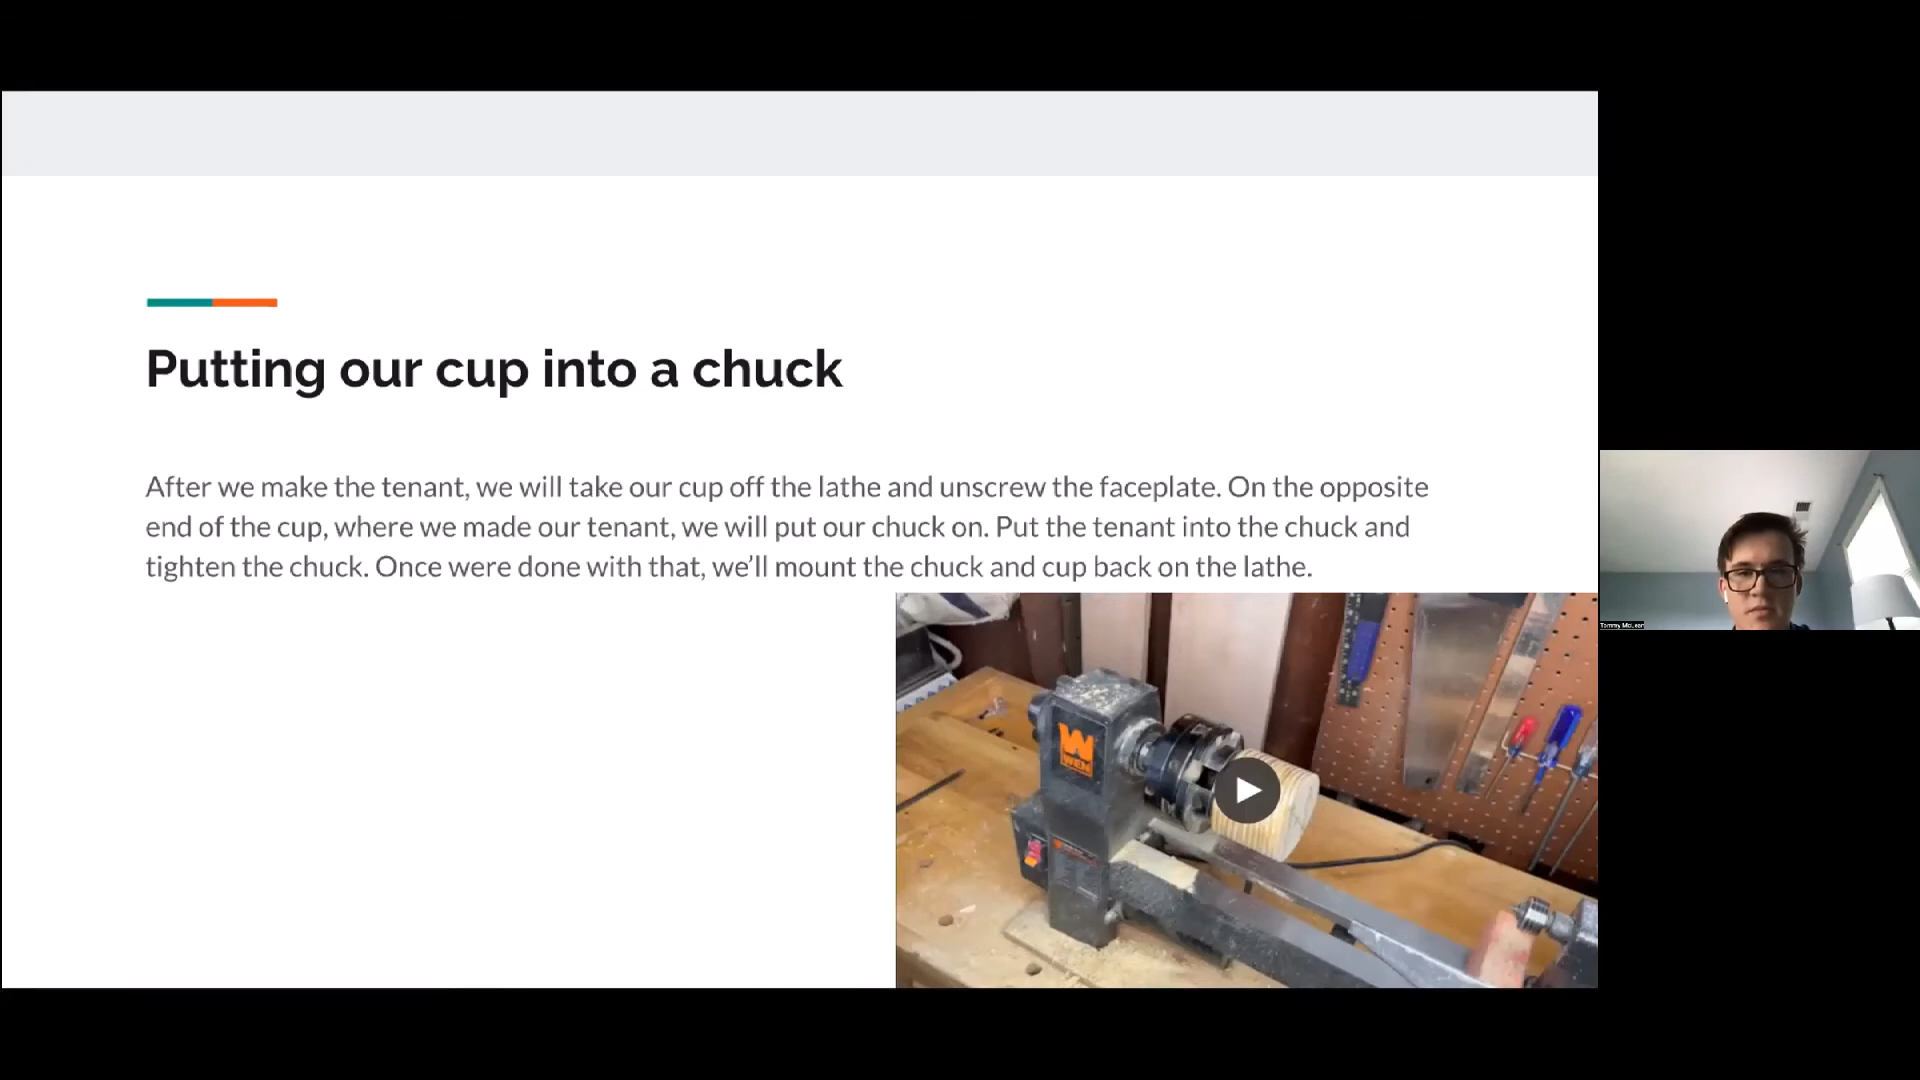 Putting our cup into a chuck
After we make the tenant, we will take our cup off the lathe and unscrew the faceplate. On the opposite
end of the cup, where we made our tenant, we will put our chuck on. Put the tenant into the chuck and
tighten the chuck. Once were done with that, we’ll mount the chuck and cup back on the lathe.
WEN
Tommy McLean